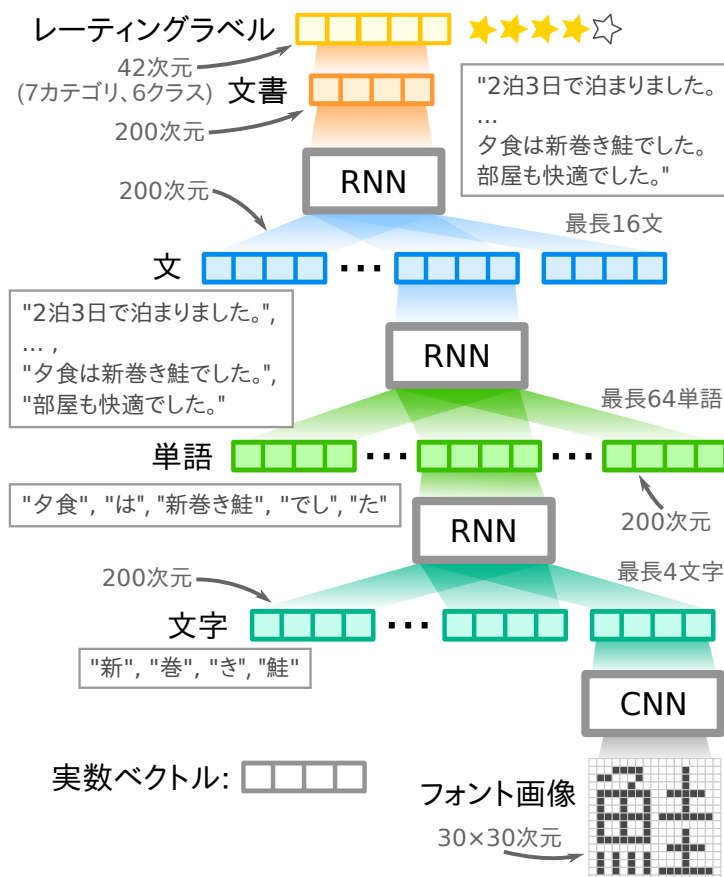 レーティングラベル
42次元
(7カテゴリ、6クラス)
文書
200次元
"2泊3日で泊まりました。
...
夕食は新巻き鮭でした。
部屋も快適でした。"
RNN
200次元
最長16文
文
...
"2泊3日で泊まりました。",
... ,
"夕食は新巻き鮭でした。",
"部屋も快適でした。"
RNN
最長64単語
単語
...
...
"夕食", "は", "新巻き鮭", "でし", "た"
200次元
RNN
200次元
最長4文字
文字
...
"新", "巻", "き", "鮭"
CNN
実数ベクトル:
フォント画像
30×30次元
鮭